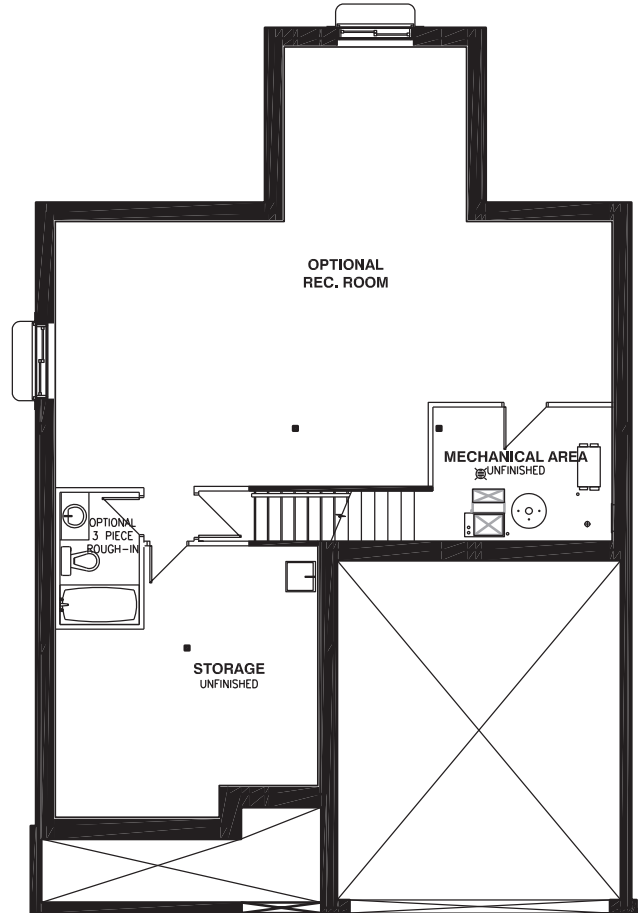 OPTIONAL
REC. ROOM
MECHANICAL AREA
UNFINISHED
OPTIONAL
3 PIECE
ROUGH-IN
STORAGE
UNFINISHED